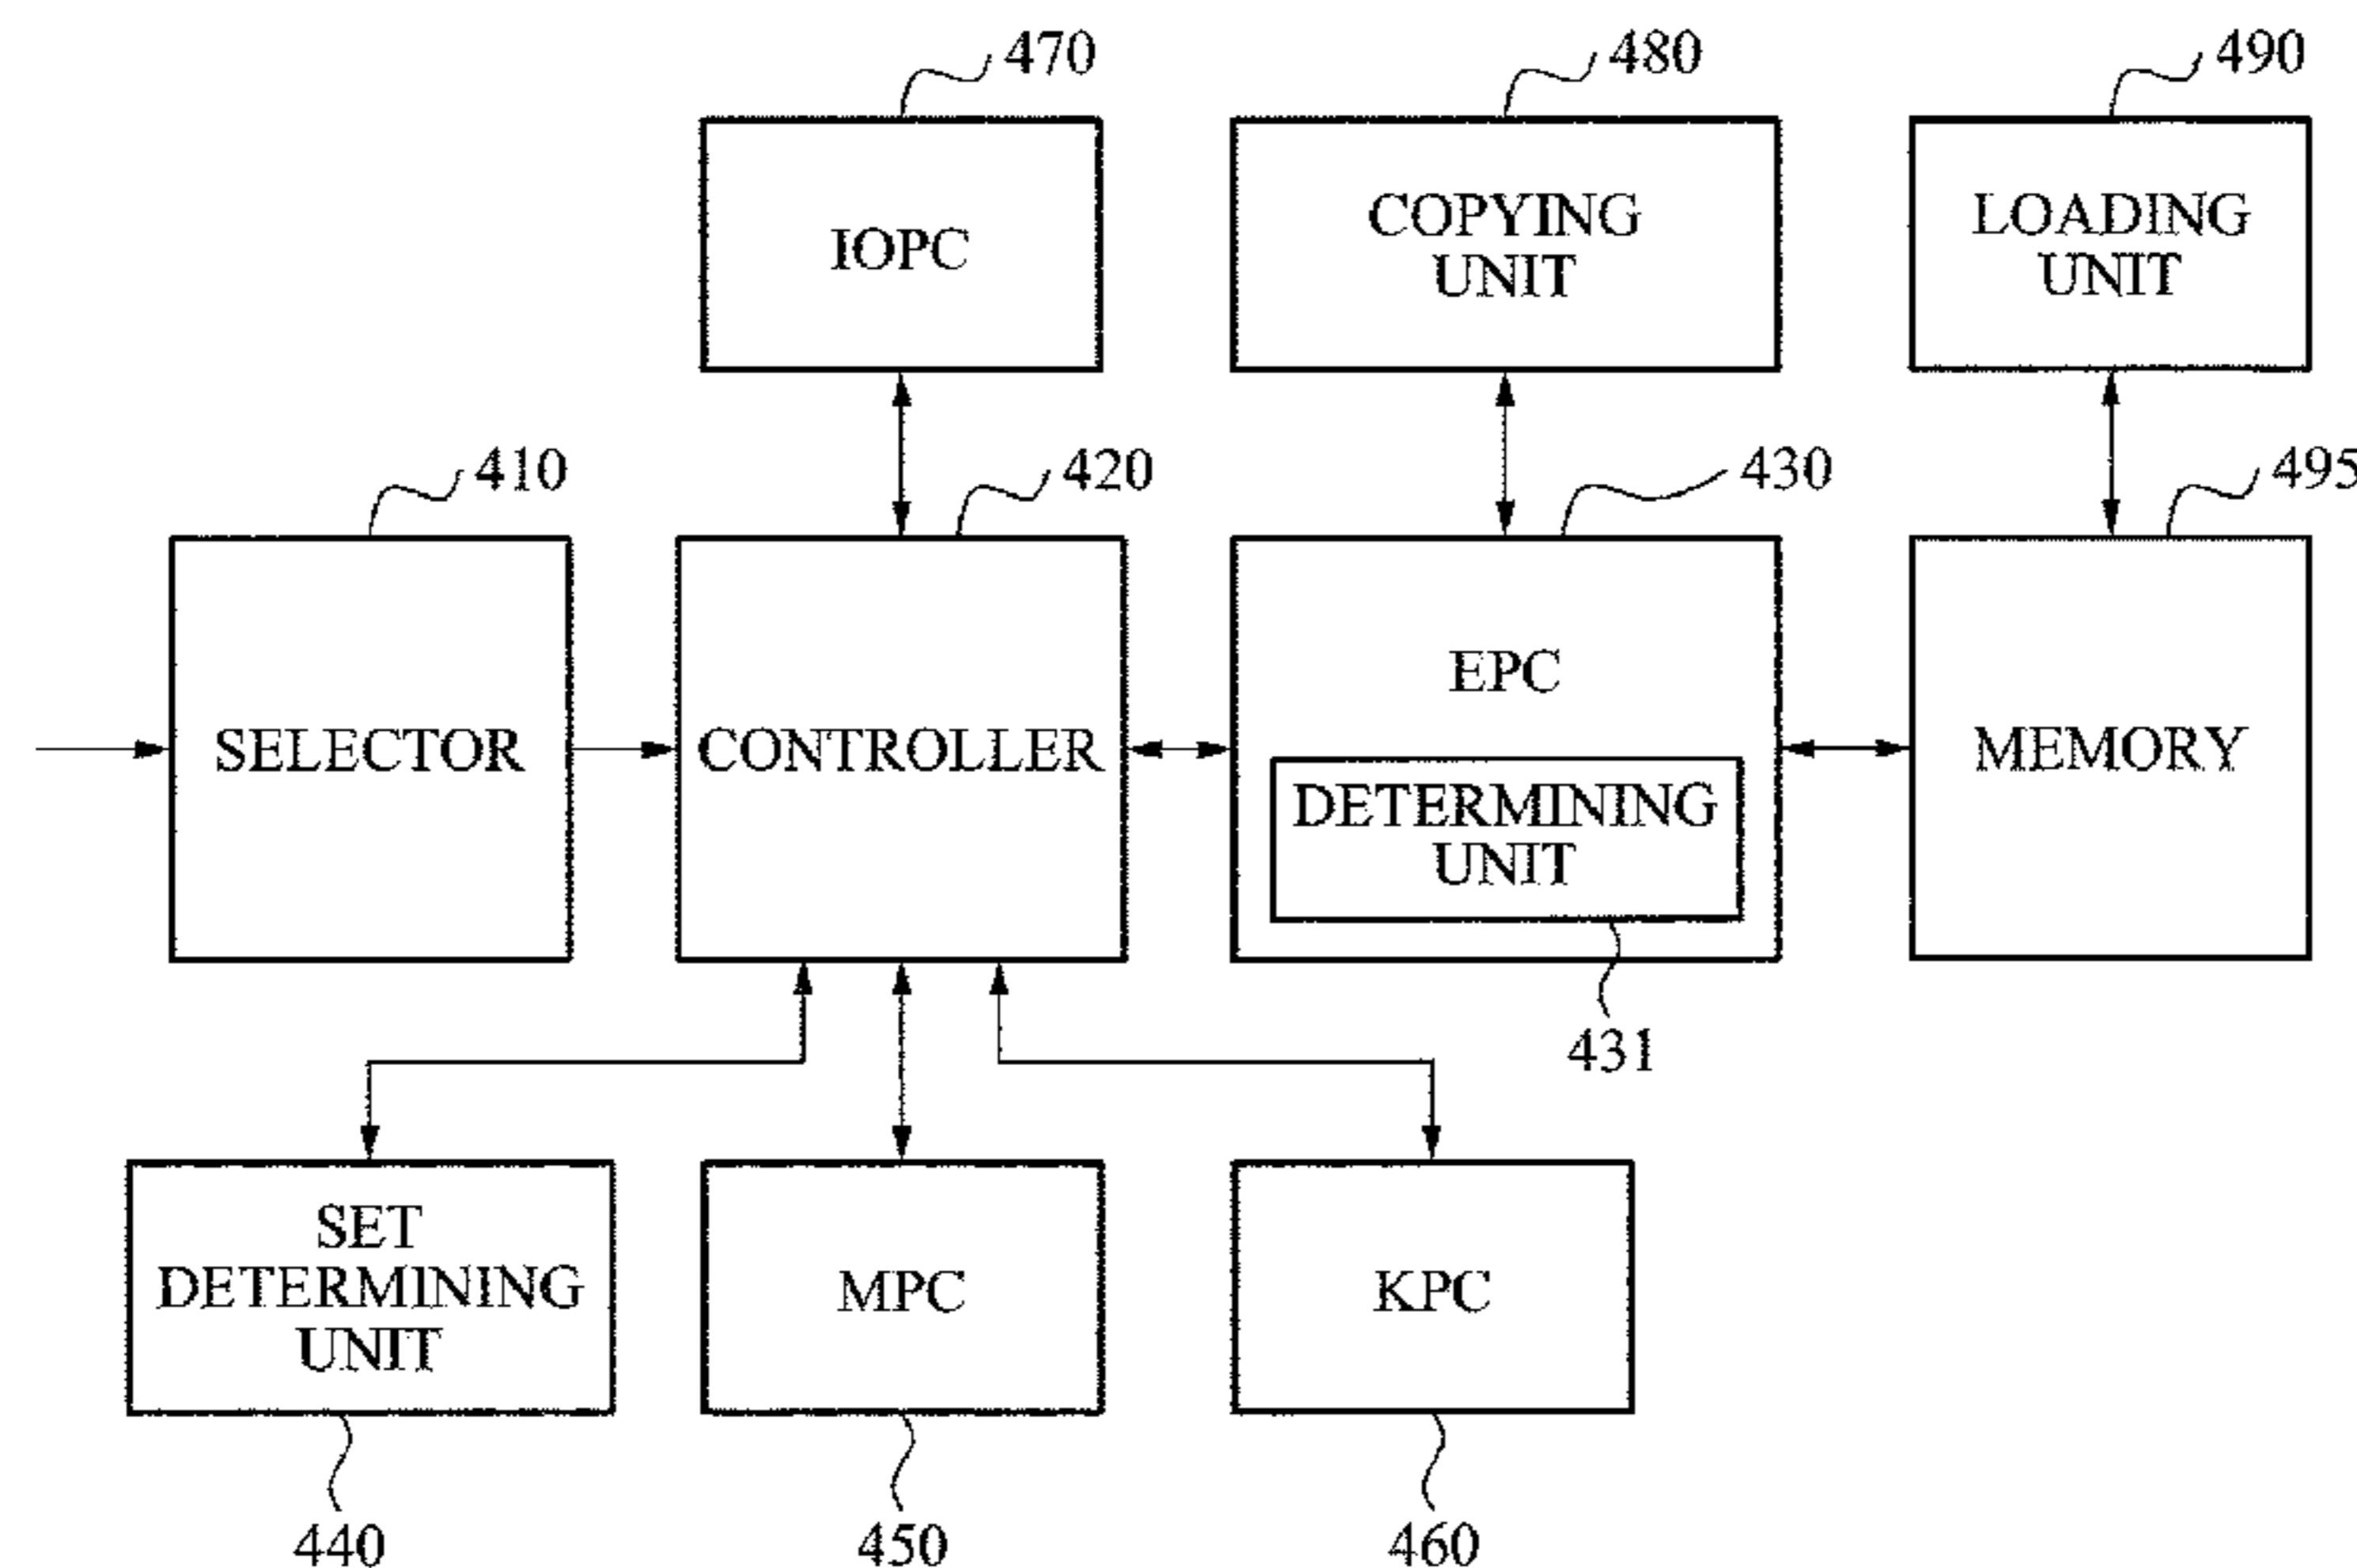 470
480
490
IOPC
COPYING
UNIT
LOADING
UNIT
410
420
430
495
SELECTOR
CONTROLLER
EPC
DETERMINING
UNIT
MEMORY
431
SET
DETERMINING
UNIT
MPC
KPC
440
450
460